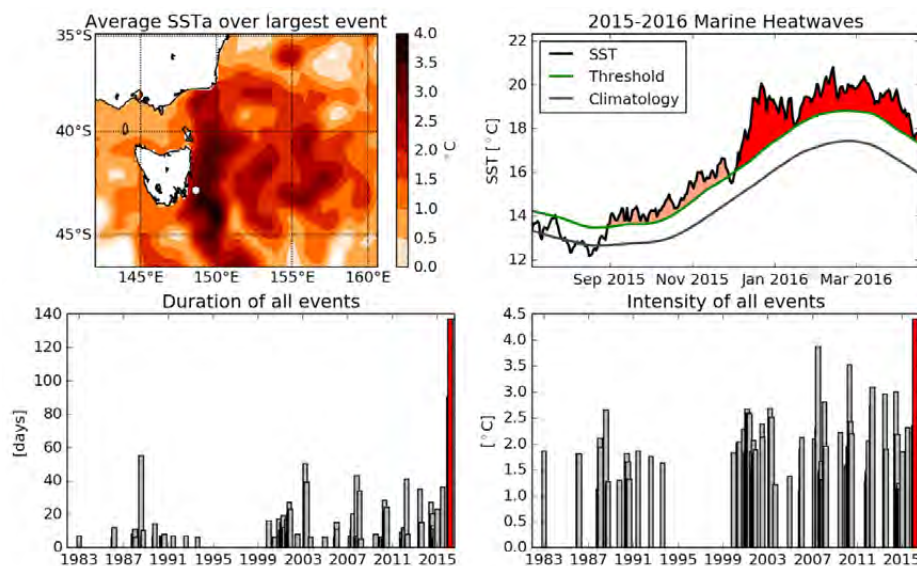 Average SSTa over largest event
35°S
40°S
45°S
145°E 150°E 155°E 160°E
4.0
3.5
3.0
2.5
2.0
1.5
1.0
0.5
0.0
°C
2015-2016 Marine Heatwaves
SST [°C]
22
20
18
16
14
12
SST
Threshold
Climatology
Sep 2015 Nov 2015 Jan 2016 Mar 2016
Duration of all events
[days]
140
120
100
80
60
40
20
0
1983 1987 1991 1995 1999 2003 2007 2011 2015
Intensity of all events
[°C]
4.5
4.0
3.5
3.0
2.5
2.0
1.5
1.0
0.5
0.0
1983 1987 1991 1995 1999 2003 2007 2011 2015